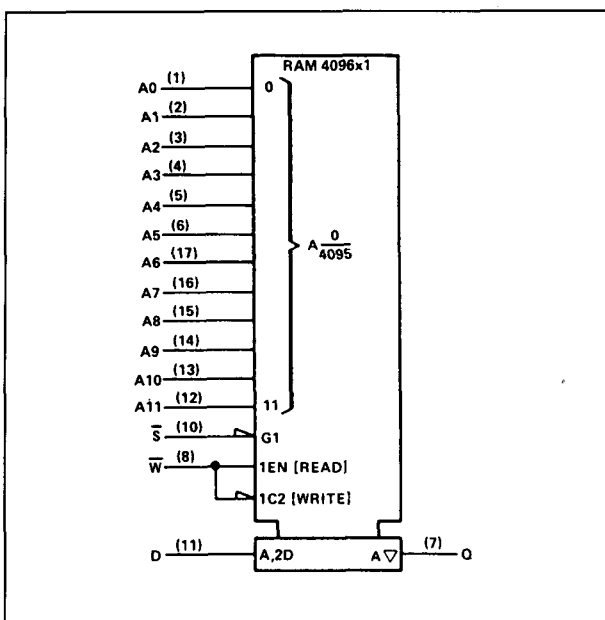 RAM 4096x1
A0 (1) 0
A1 (2)
A2 (3)
A3 (4)
A4 (5)
A5 (6)
A6 (17)
A 0
4095
A7 (16)
A8 (15)
A9 (14)
A10 (13)
A11 (12) 11
S̅ (10) G1
W̅ (8) 1EN [READ]
1C2 [WRITE]
D (11) A,2D A▽ (7) Q